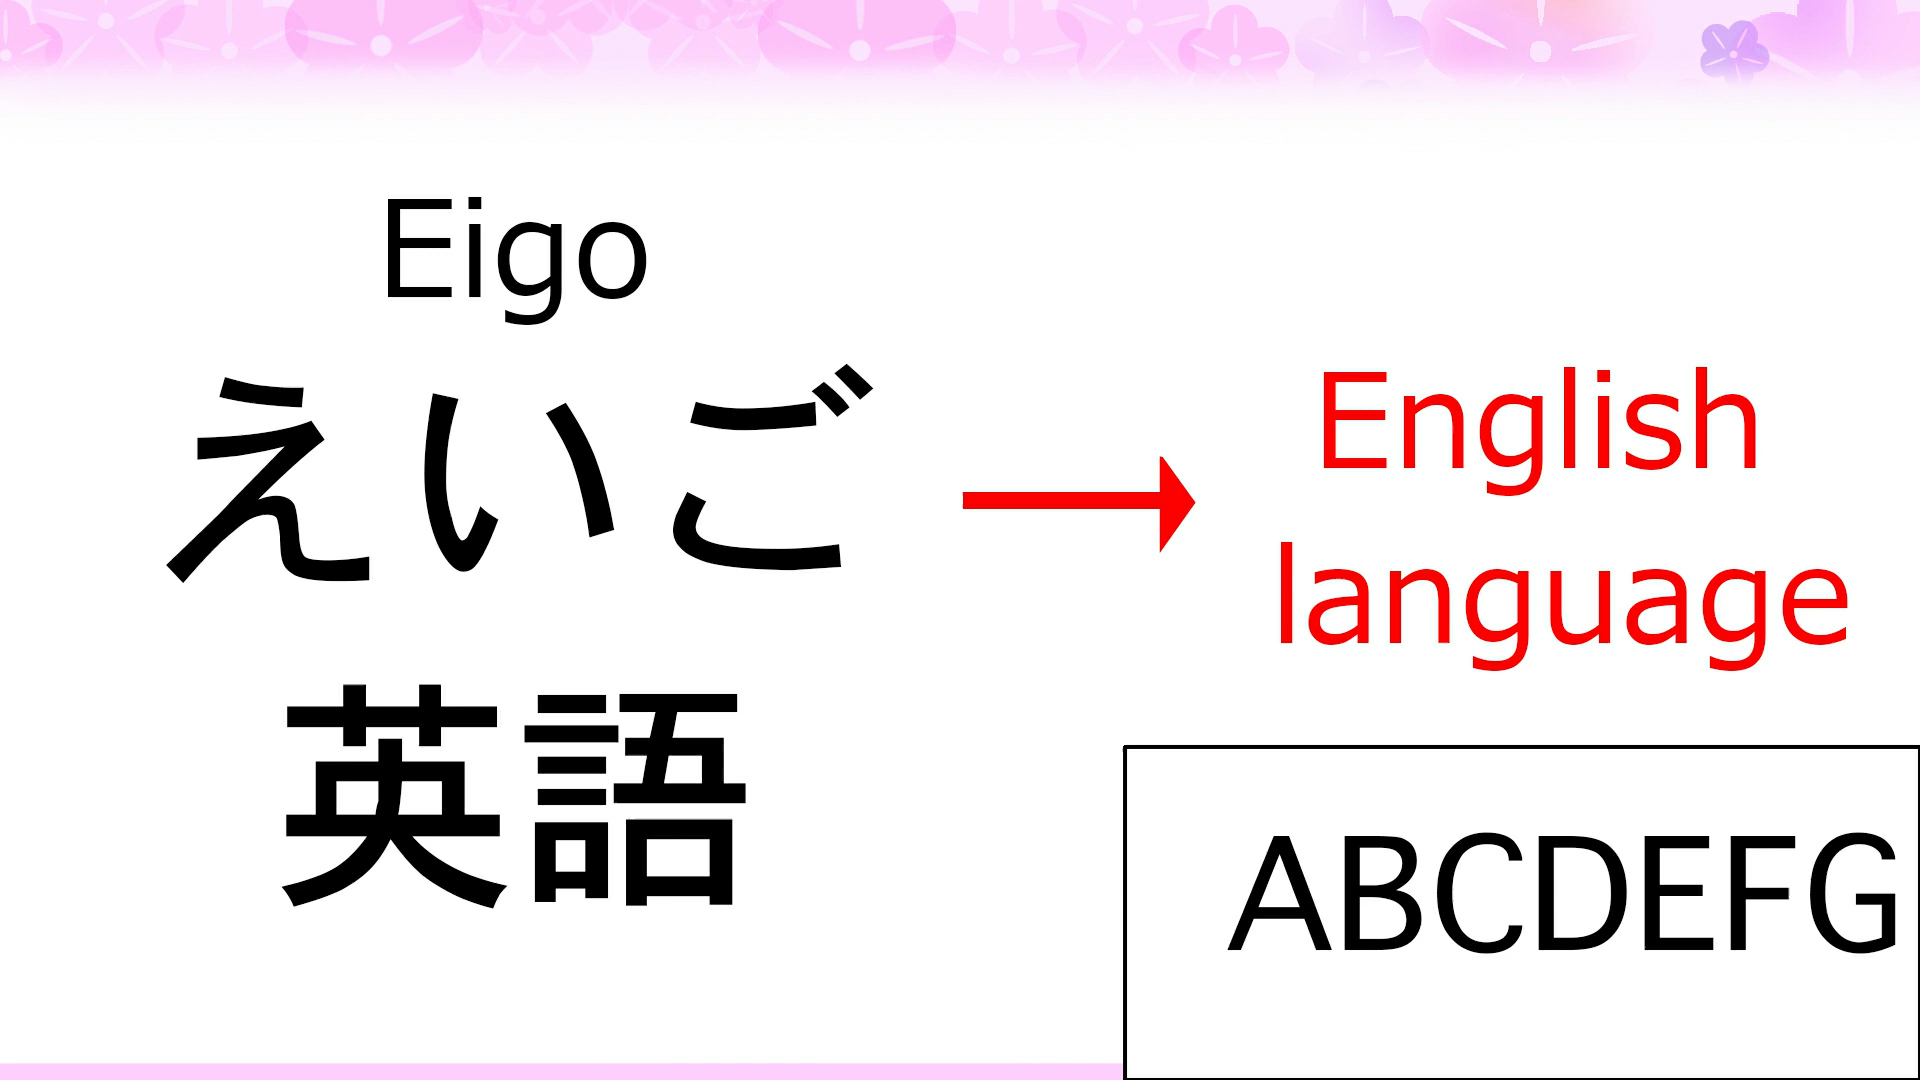 Eigo
えいご
英語
English
language
ABCDEFG